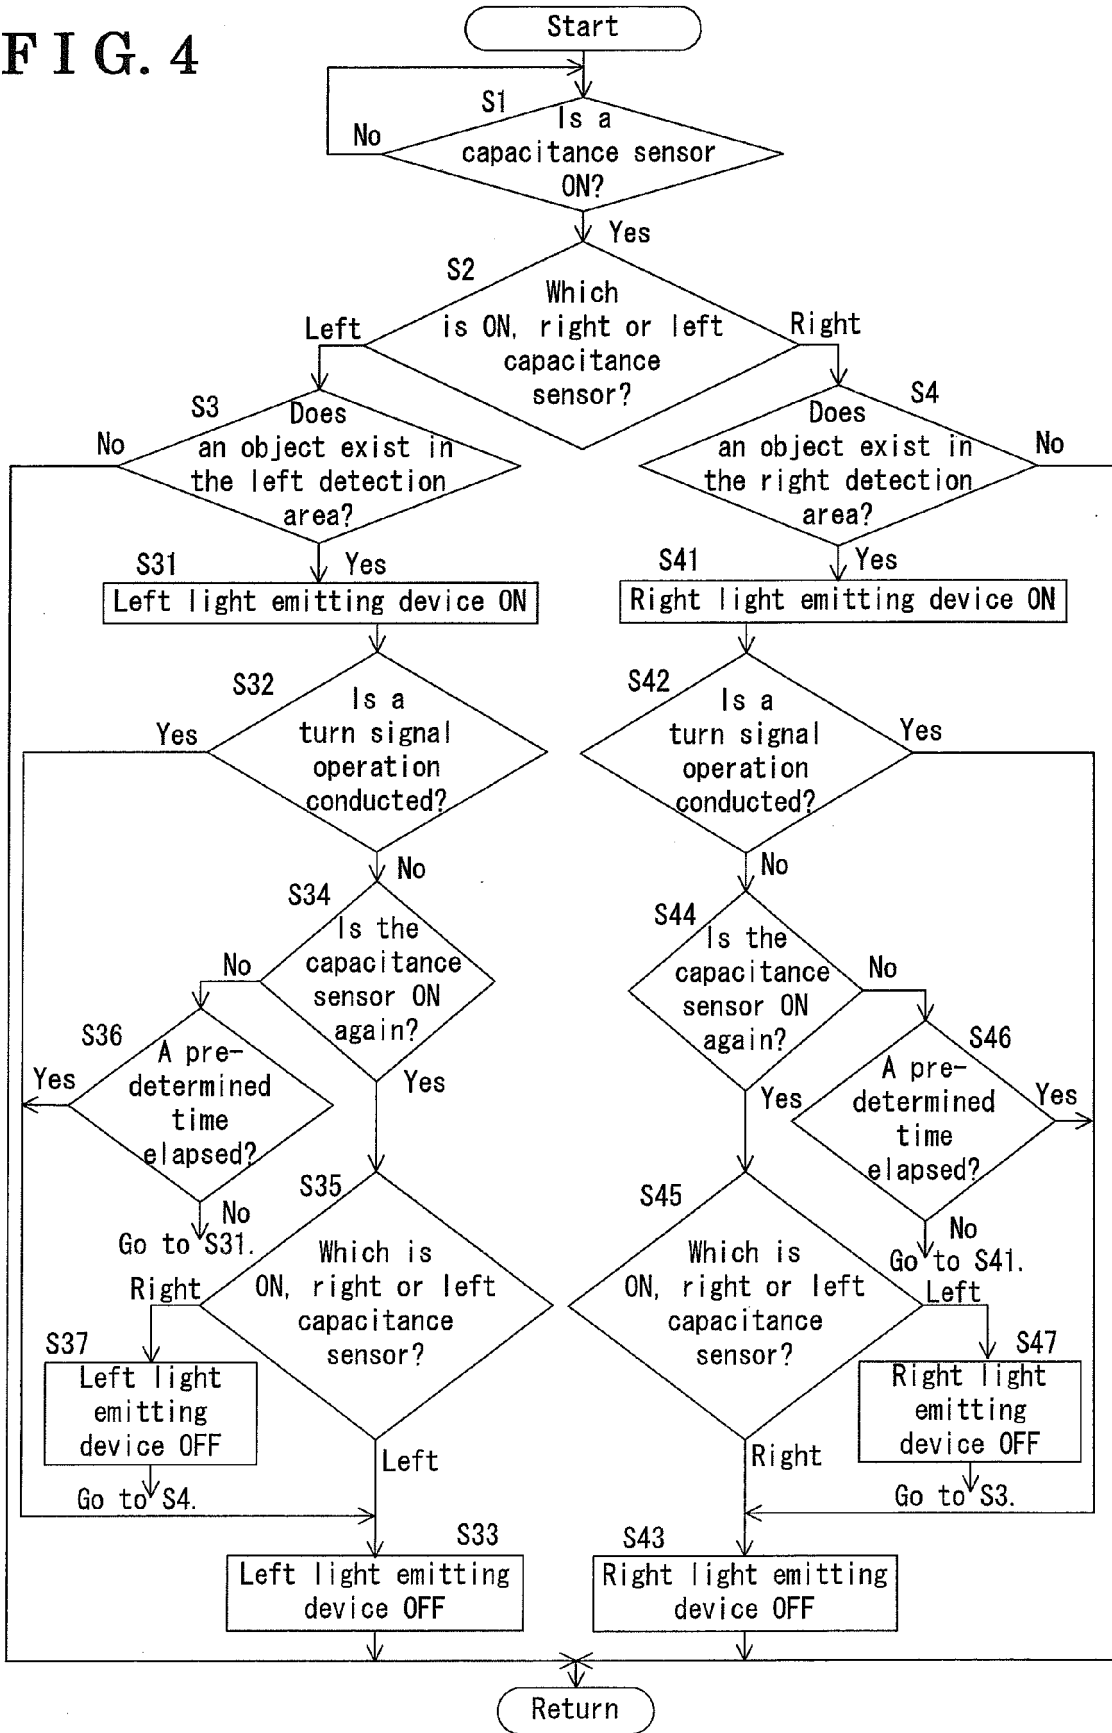 FIG. 4
Start
S1
Is a
capacitance sensor
ON?
No
Yes
S2
Which
is ON, right or left
capacitance
sensor?
Left
Right
S3
Does
an object exist in
the left detection
area?
No
Yes
S4
Does
an object exist in
the right detection
area?
No
Yes
S31
Left light emitting device ON
S41
Right light emitting device ON
S32
Is a
turn signal
operation
conducted?
Yes
No
S42
Is a
turn signal
operation
conducted?
Yes
No
S34
Is the
capacitance
sensor ON
again?
No
Yes
S44
Is the
capacitance
sensor ON
again?
No
Yes
S36
A pre-
determined
time
elapsed?
Yes
No
Go to S31.
S46
A pre-
determined
time
elapsed?
Yes
No
Go to S41.
S35
Which is
ON, right or left
capacitance
sensor?
Right
Left
S45
Which is
ON, right or left
capacitance
sensor?
Left
Right
S37
Left light
emitting
device OFF
Go to S4.
S47
Right light
emitting
device OFF
Go to S3.
S33
Left light emitting
device OFF
S43
Right light emitting
device OFF
Return